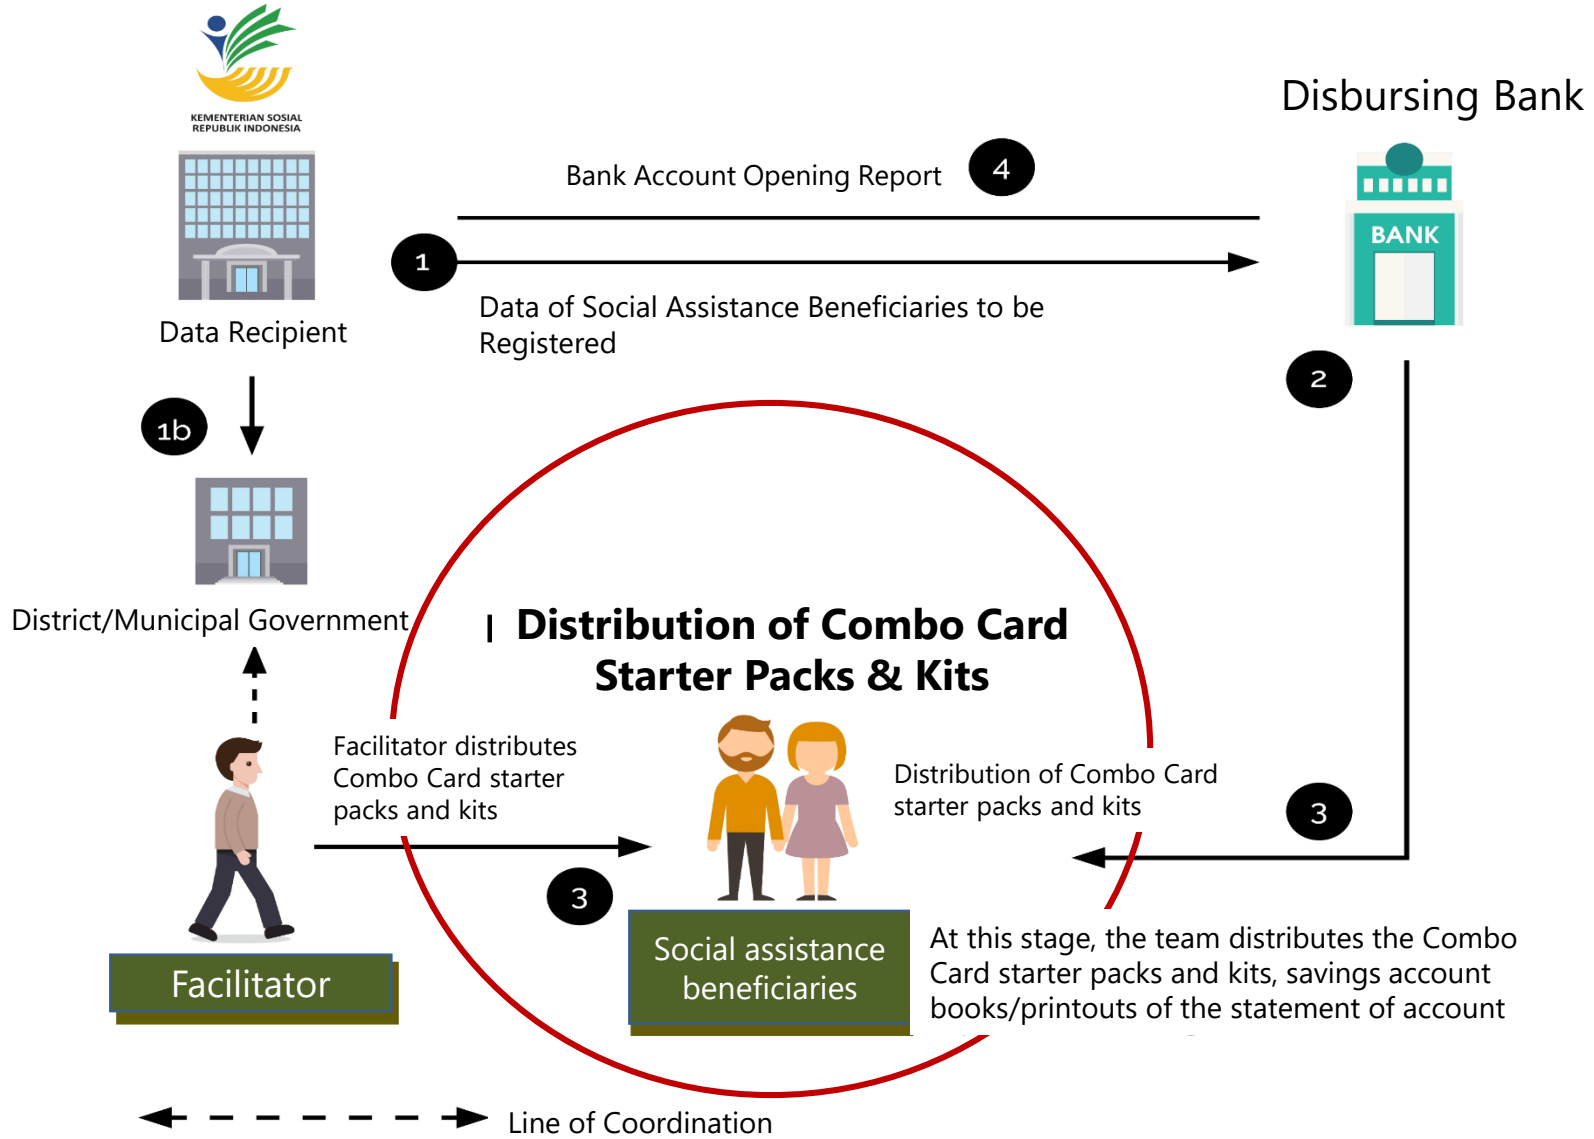 KEMENTERIAN SOSIAL
REPUBLIK INDONESIA
Disbursing Bank
Bank Account Opening Report
4
BANK
1
Data of Social Assistance Beneficiaries to be
Registered
Data Recipient
2
1b
District/Municipal Government
| Distribution of Combo Card
Starter Packs & Kits
Facilitator distributes
Combo Card starter
packs and kits
Distribution of Combo Card
starter packs and kits
3
3
Social assistance
beneficiaries
At this stage, the team distributes the Combo
Card starter packs and kits, savings account
books/printouts of the statement of account
Facilitator
Line of Coordination